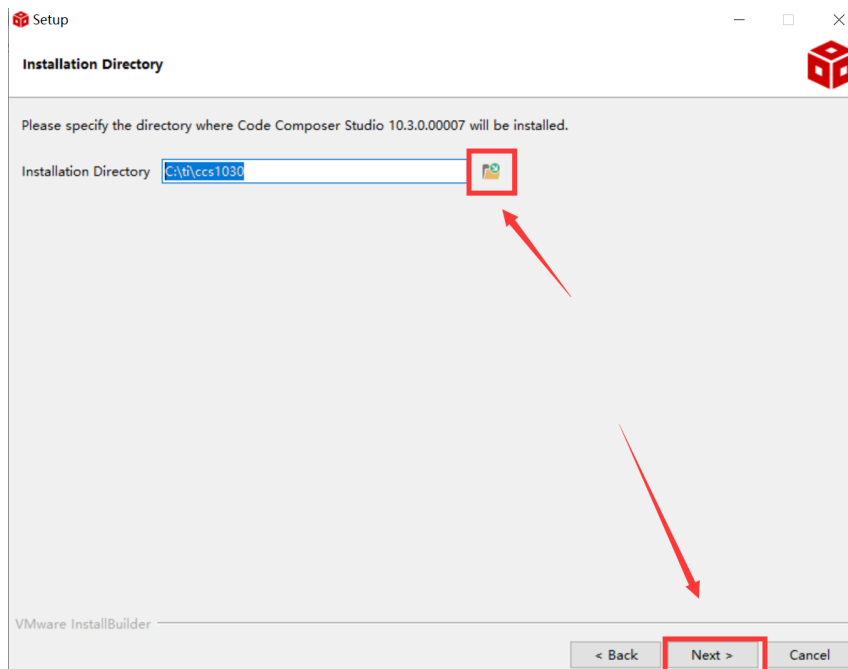 Setup
Installation Directory
Please specify the directory where Code Composer Studio 10.3.0.00007 will be installed.
Installation Directory C:\ti\ccs1030
VMware InstallBuilder
< Back Next > Cancel